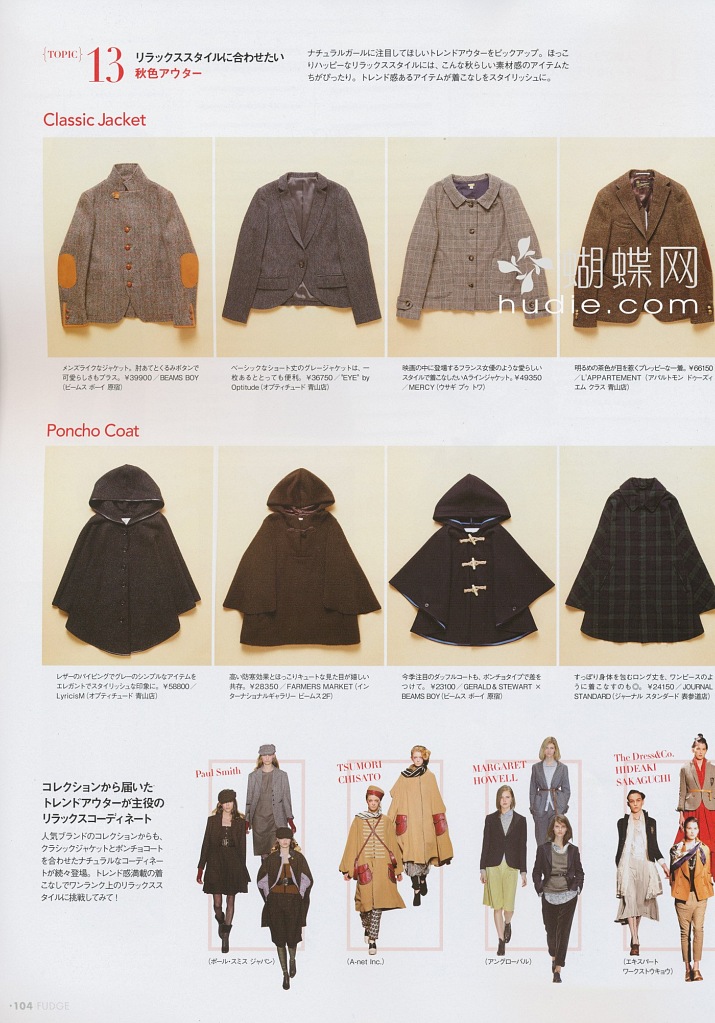 {TOPIC}
13
リラックススタイルに合わせたい
秋色アウター
ナチュラルガールに注目してほしいトレンドアウターをピックアップ。ほっこ
りハッピーなリラックススタイルには、こんな秋らしい素材感のアイテムた
ちがぴったり。トレンド感あるアイテムが着こなしをスタイリッシュに。
Classic Jacket
蝴蝶网
hudie.com
メンズライクなジャケット。肘あてとくるみボタンで
可愛らしさもプラス。￥39900／BEAMS BOY
（ビームス ボーイ 原宿）
ベーシックなショート丈のグレージャケットは、一
枚あるととっても便利。￥36750／"EYE" by
Optitude（オプティチュード 青山店）
映画の中に登場するフランス女優のような愛らしい
スタイルで着こなしたいAラインジャケット。￥49350
／MERCY（ウサギ プゥ トワ）
明るめの茶色が目を惹くプレッピーな一着。￥66150
／L'APPARTEMENT（アパルトモン ドゥーズィ
エム クラス 青山店）
Poncho Coat
レザーのパイピングでグレーのシンプルなアイテムを
エレガントでスタイリッシュな印象に。￥58800／
LyricisM（オプティチュード 青山店）
高い防寒効果とほっこりキュートな見た目が嬉しい
共存。￥28350／FARMERS MARKET（イン
ターナショナルギャラリー ビームス2F）
今季注目のダッフルコートも、ポンチョタイプで差を
つけて。￥23100／GERALD & STEWART ×
BEAMS BOY（ビームス ボーイ 原宿）
すっぽり身体を包むロング丈を、ワンピースのよ
うに着こなすのも◎。￥24150／JOURNAL
STANDARD（ジャーナル スタンダード 表参道店）
コレクションから届いた
トレンドアウターが主役の
リラックスコーディネート
人気ブランドのコレクションからも、
クラシックジャケットとポンチョコート
を合わせたナチュラルなコーディネー
トが続々登場。トレンド感満載の着
こなしでワンランク上のリラックスス
タイルに挑戦してみて！
Paul Smith
（ポール・スミス ジャパン）
TSUMORI
CHISATO
（A-net Inc.）
MARGARET
HOWELL
（アングローバル）
The Dress&Co.
HIDEAKI
SAKAGUCHI
（エキスパート
ワークストウキョウ）
·104 FUDGE